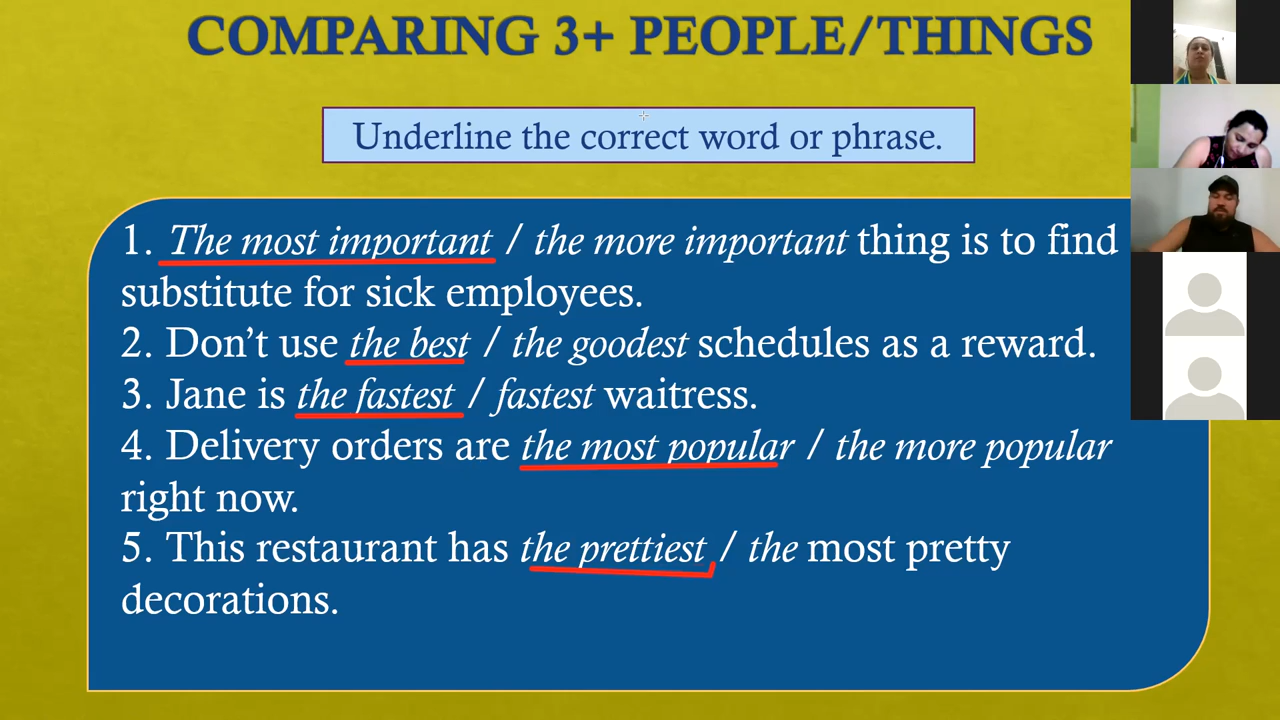 COMPARING 3+ PEOPLE/THINGS
Underline the correct word or phrase.
1. The most important / the more important thing is to find
substitute for sick employees.
2. Don’t use the best / the goodest schedules as a reward.
3. Jane is the fastest / fastest waitress.
4. Delivery orders are the most popular / the more popular
right now.
5. This restaurant has the prettiest / the most pretty
decorations.